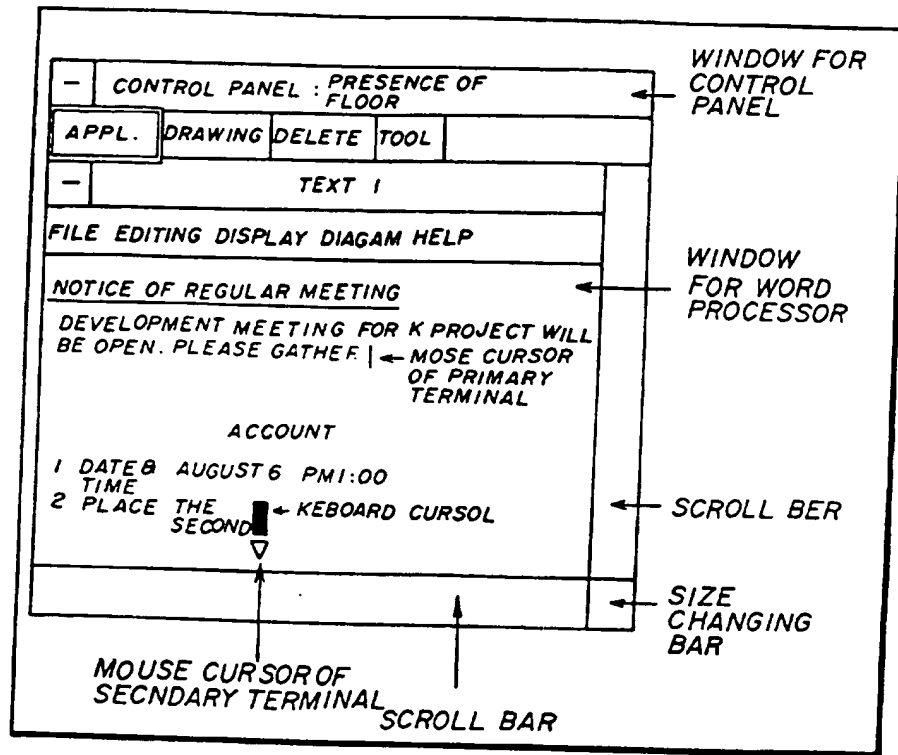 WINDOW FOR
CONTROL
PANEL
— CONTROL PANEL : PRESENCE OF
FLOOR
APPL. DRAWING DELETE TOOL
— TEXT 1
FILE EDITING DISPLAY DIAGAM HELP
WINDOW
FOR WORD
PROCESSOR
NOTICE OF REGULAR MEETING
DEVELOPMENT MEETING FOR K PROJECT WILL
BE OPEN. PLEASE GATHER
MOSE CURSOR
OF PRIMARY
TERMINAL
ACCOUNT
1 DATE& AUGUST 6 PM1:00
TIME
2 PLACE THE
SECOND
KEBOARD CURSOL
SCROLL BER
SIZE
CHANGING
BAR
MOUSE CURSOR OF
SECNDARY TERMINAL
SCROLL BAR